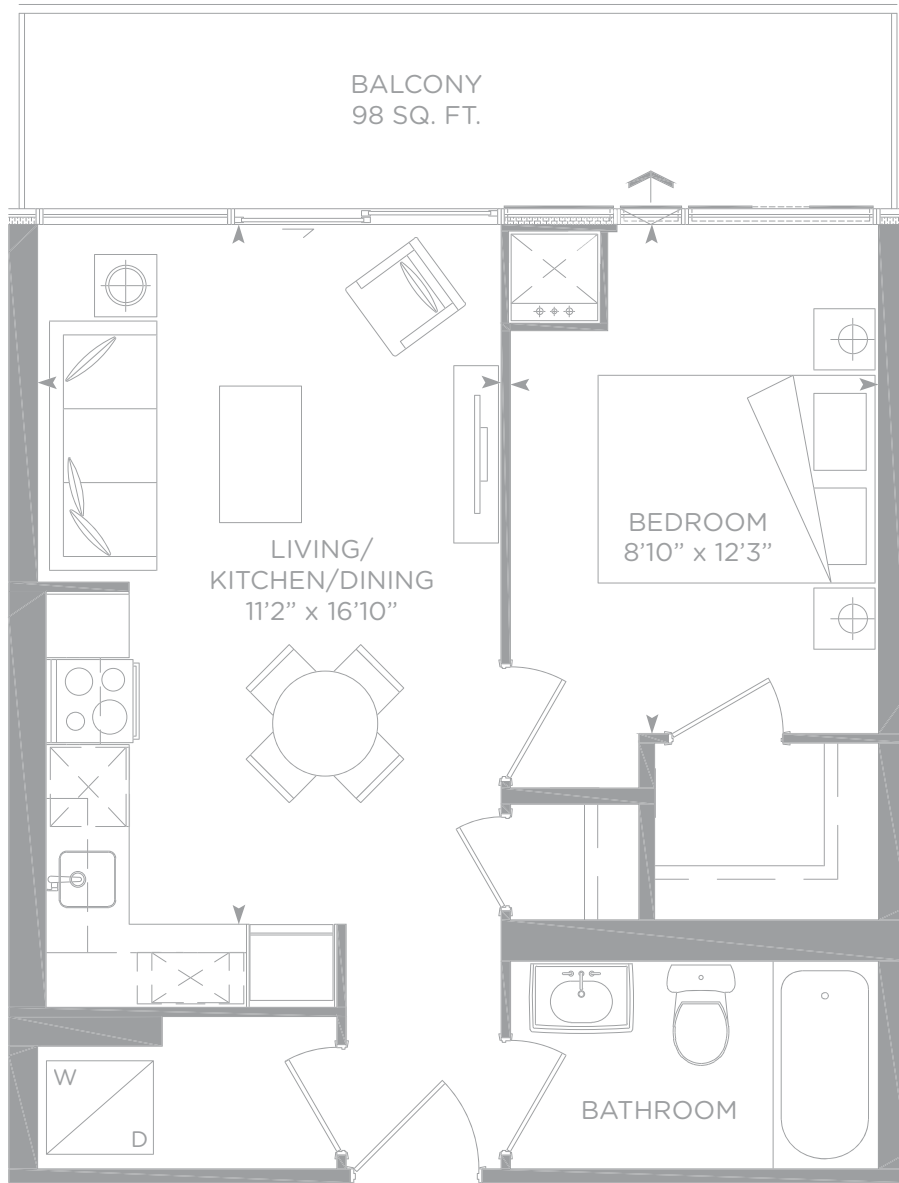 BALCONY
98 SQ. FT.
LIVING/
KITCHEN/DINING
11’2” x 16’10”
BEDROOM
8’10” x 12’3”
W
D
BATHROOM